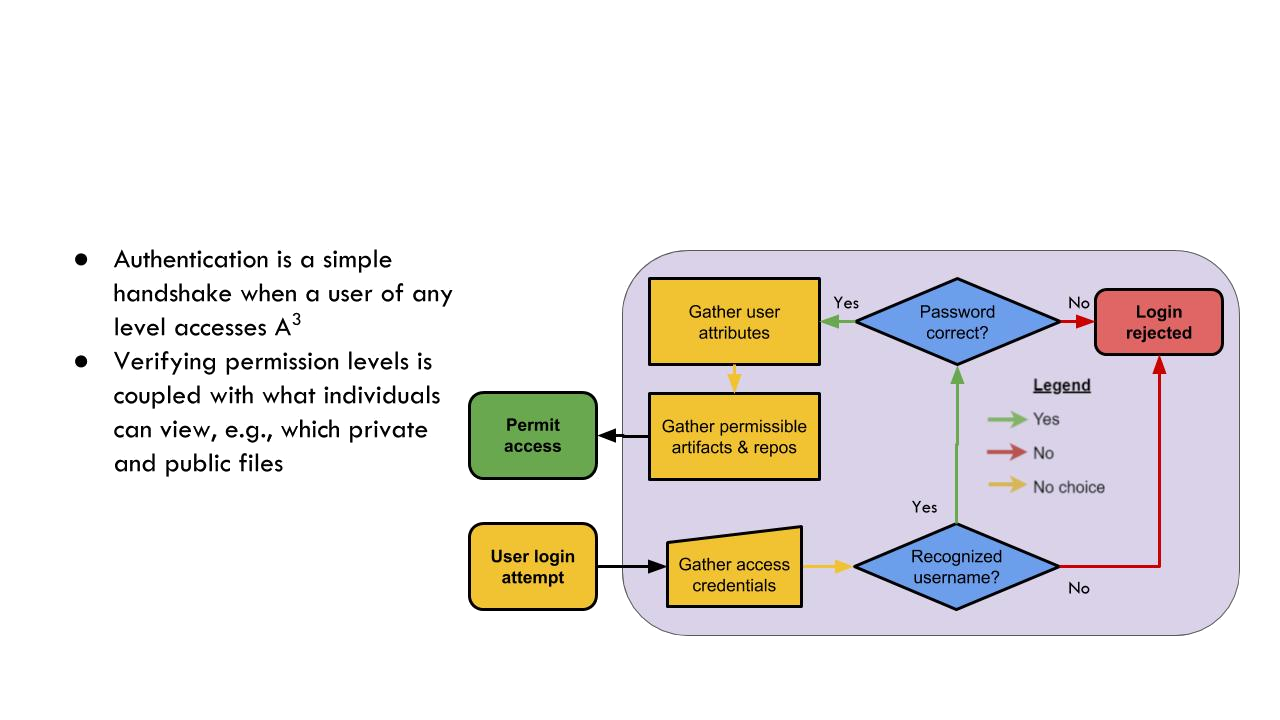 ● Authentication is a simple
handshake when a user of any
level accesses A³
● Verifying permission levels is
coupled with what individuals
can view, e.g., which private
and public files
Gather user
attributes
Yes
Password
correct?
No
Login
rejected
Legend
Yes
No
No choice
Permit
access
Gather permissible
artifacts & repos
Yes
User login
attempt
Gather access
credentials
Recognized
username?
No